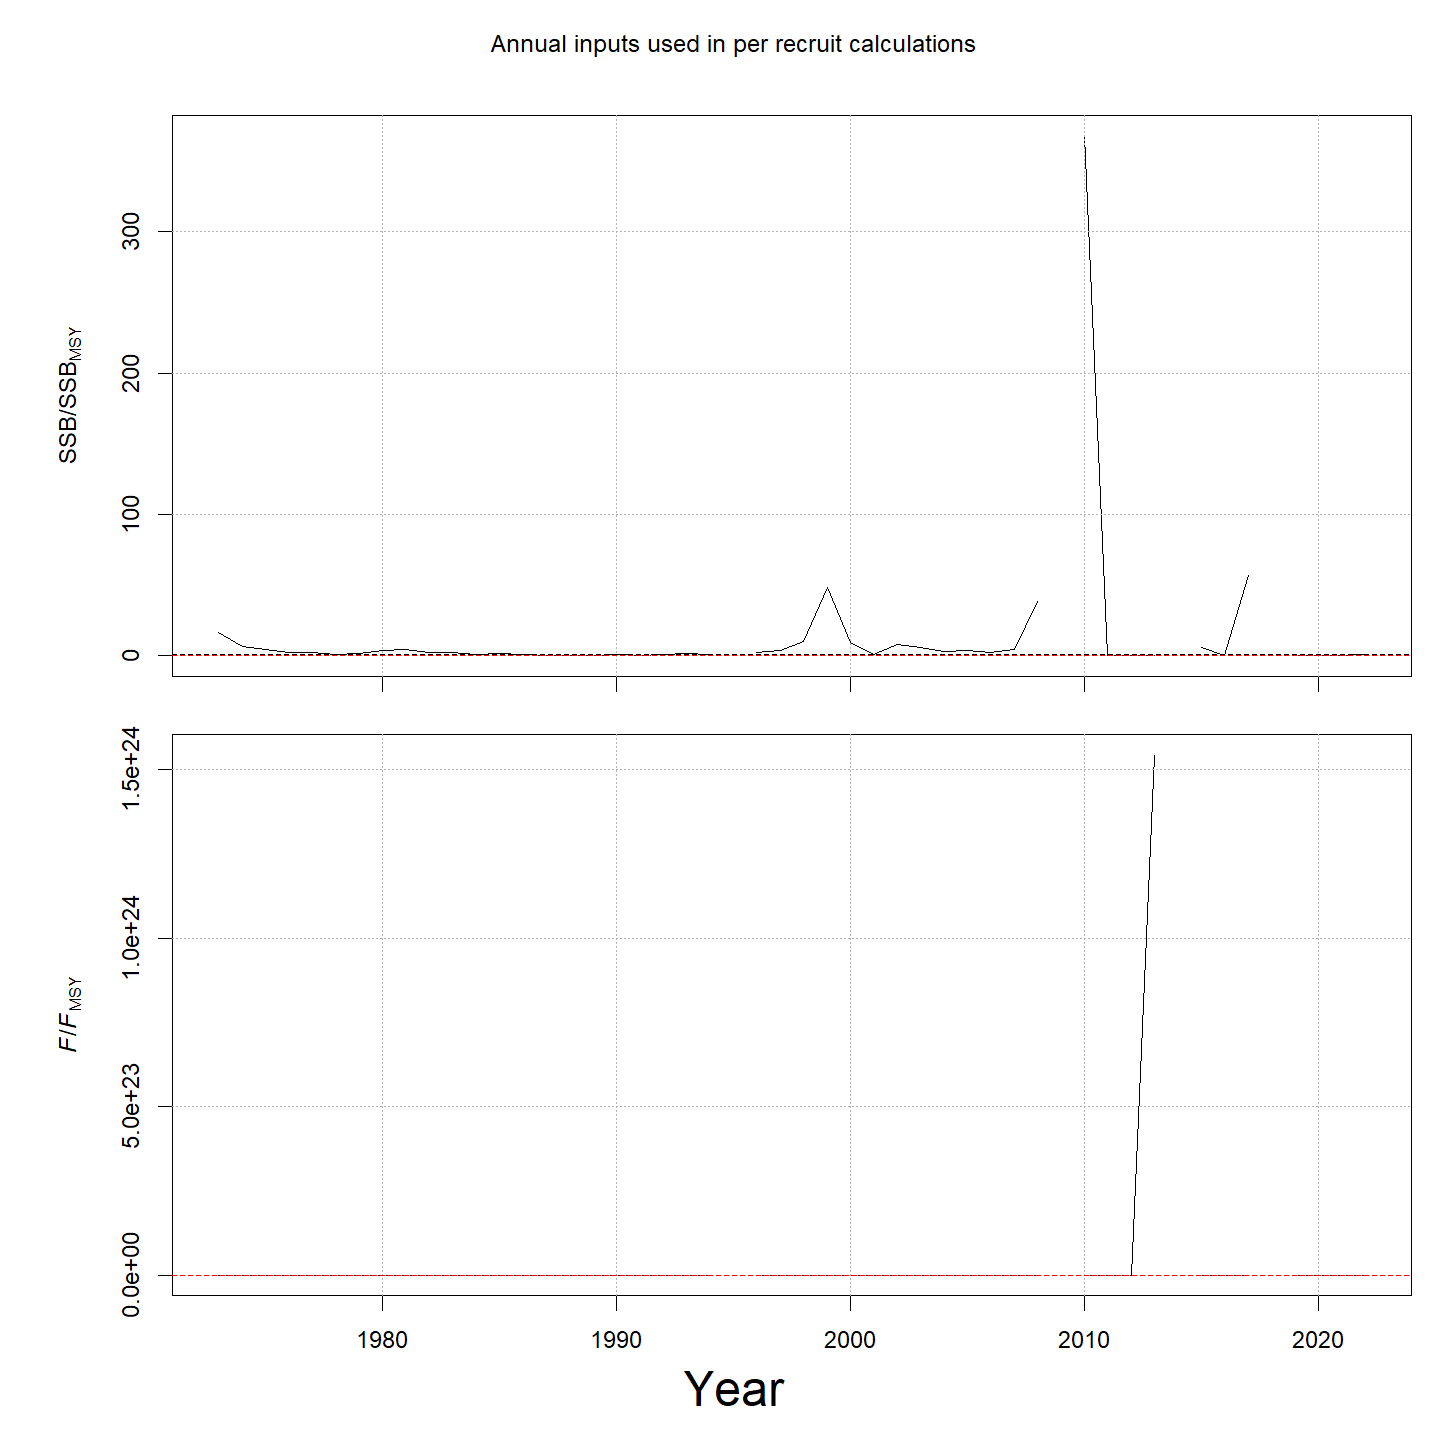 Annual inputs used in per recruit calculations
SSB/SSBMSY
300
200
100
0
F/FMSY
1.5e+24
1.0e+24
5.0e+23
0.0e+00
1980 1990 2000 2010 2020
Year